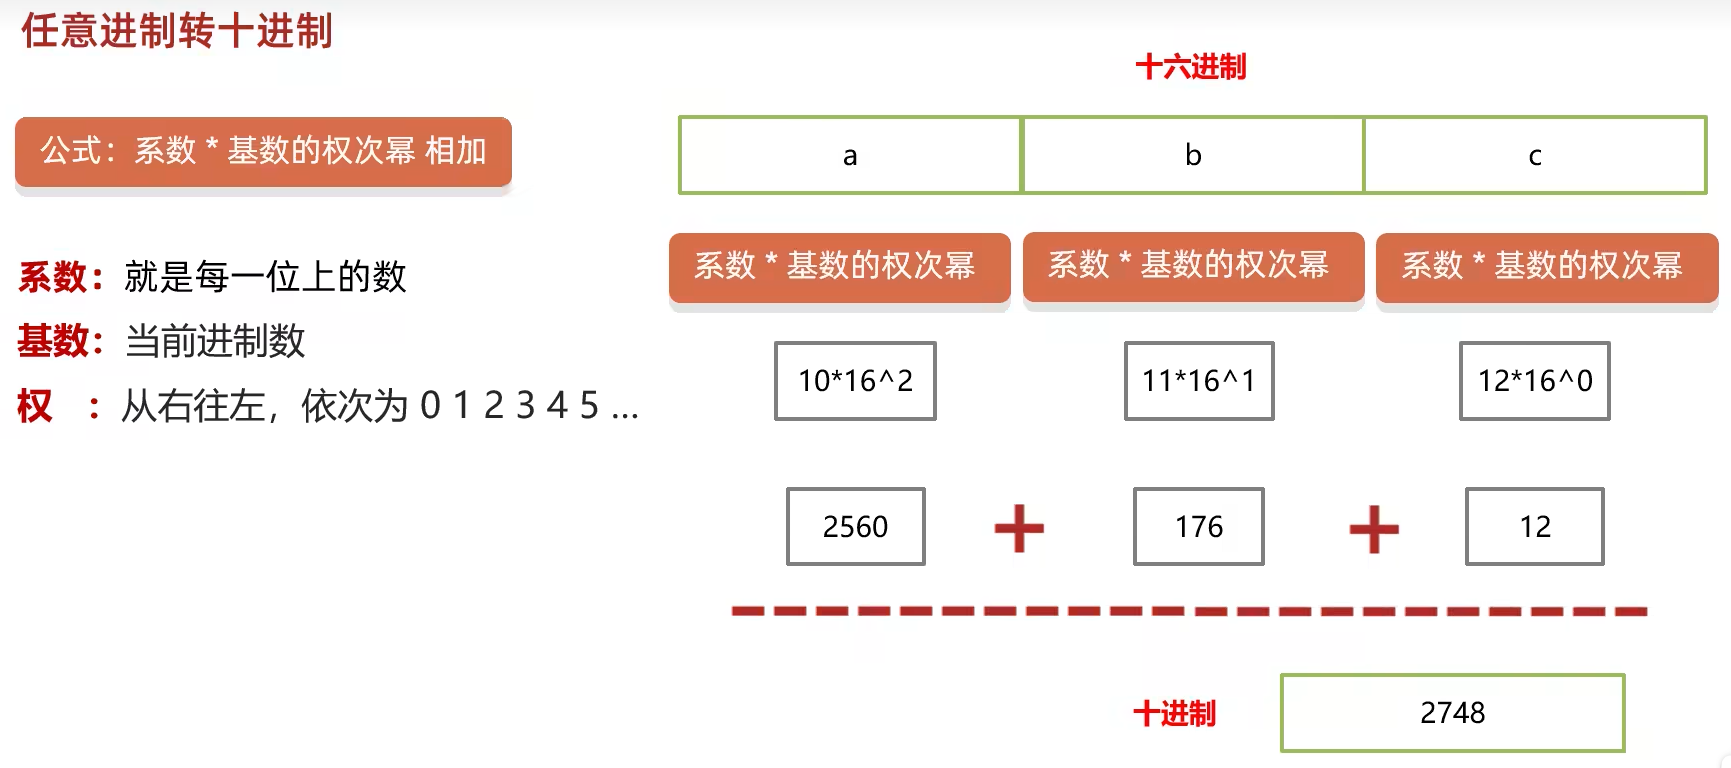 任意进制转十进制
公式：系数 * 基数的权次幂 相加
系数：就是每一位上的数
基数：当前进制数
权 ：从右往左，依次为 0 1 2 3 4 5 ...
十六进制
a b c
系数 * 基数的权次幂 系数 * 基数的权次幂 系数 * 基数的权次幂
10*16^2 11*16^1 12*16^0
2560 + 176 + 12
十进制 2748